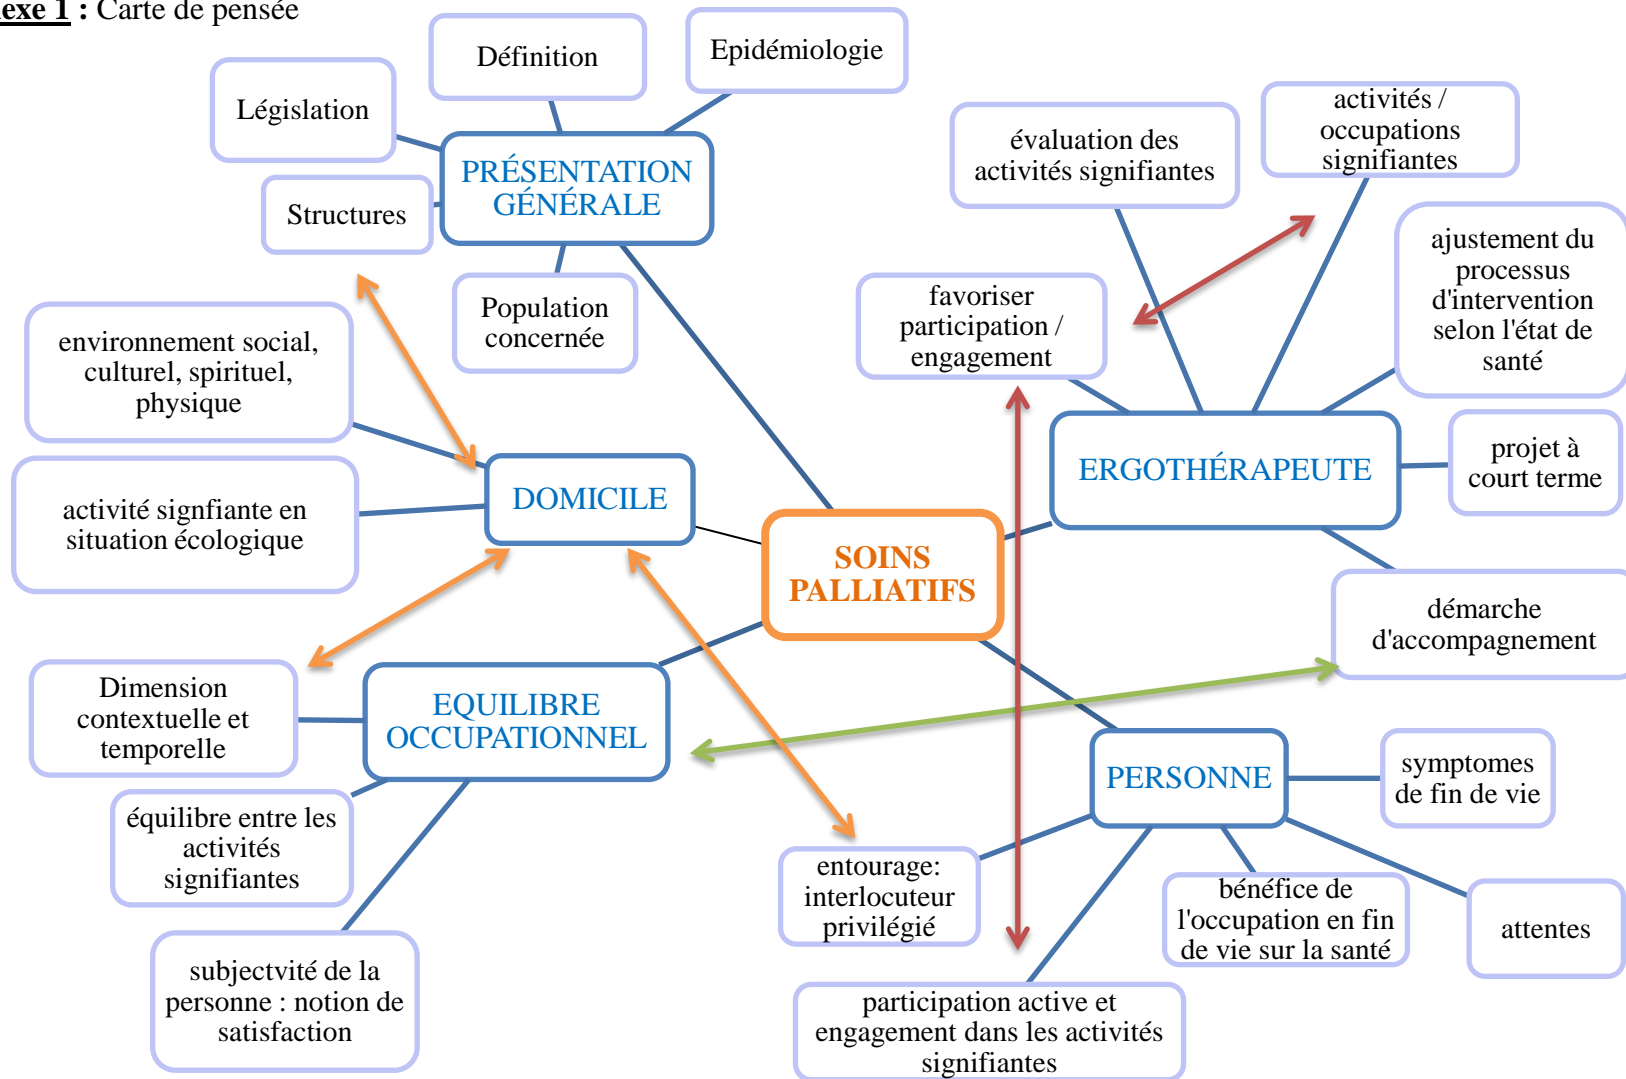 nexe 1 : Carte de pensée
Définition
Epidémiologie
Législation
PRÉSENTATION
GÉNÉRALE
Structures
Population
concernée
évaluation des
activités signifiantes
activités /
occupations
signifiantes
favoriser
participation /
engagement
ajustement du
processus
d'intervention
selon l'état de
santé
ERGOTHÉRAPEUTE
projet à
court terme
démarche
d'accompagnement
environnement social,
culturel, spirituel,
physique
DOMICILE
activité signfiante en
situation écologique
SOINS
PALLIATIFS
Dimension
contextuelle et
temporelle
EQUILIBRE
OCCUPATIONNEL
équilibre entre les
activités
signifiantes
subjectvité de la
personne : notion de
satisfaction
PERSONNE
symptomes
de fin de vie
entourage:
interlocuteur
privilégié
bénéfice de
l'occupation en fin
de vie sur la santé
attentes
participation active et
engagement dans les activités
signifiantes